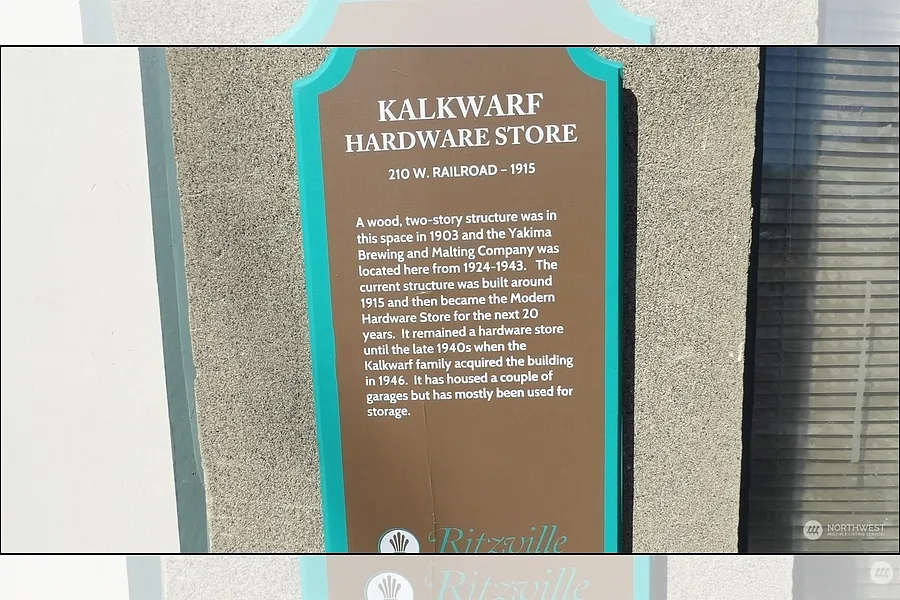 KALKWARF
HARDWARE STORE
210 W. RAILROAD – 1915
A wood, two-story structure was in
this space in 1903 and the Yakima
Brewing and Malting Company was
located here from 1924-1943. The
current structure was built around
1915 and then became the Modern
Hardware Store for the next 20
years. It remained a hardware store
until the late 1940s when the
Kalkwarf family acquired the building
in 1946. It has housed a couple of
garages but has mostly been used for
storage.
Ritzville
NORTHWEST
MULTIPLE LISTING SERVICE
Ritzville